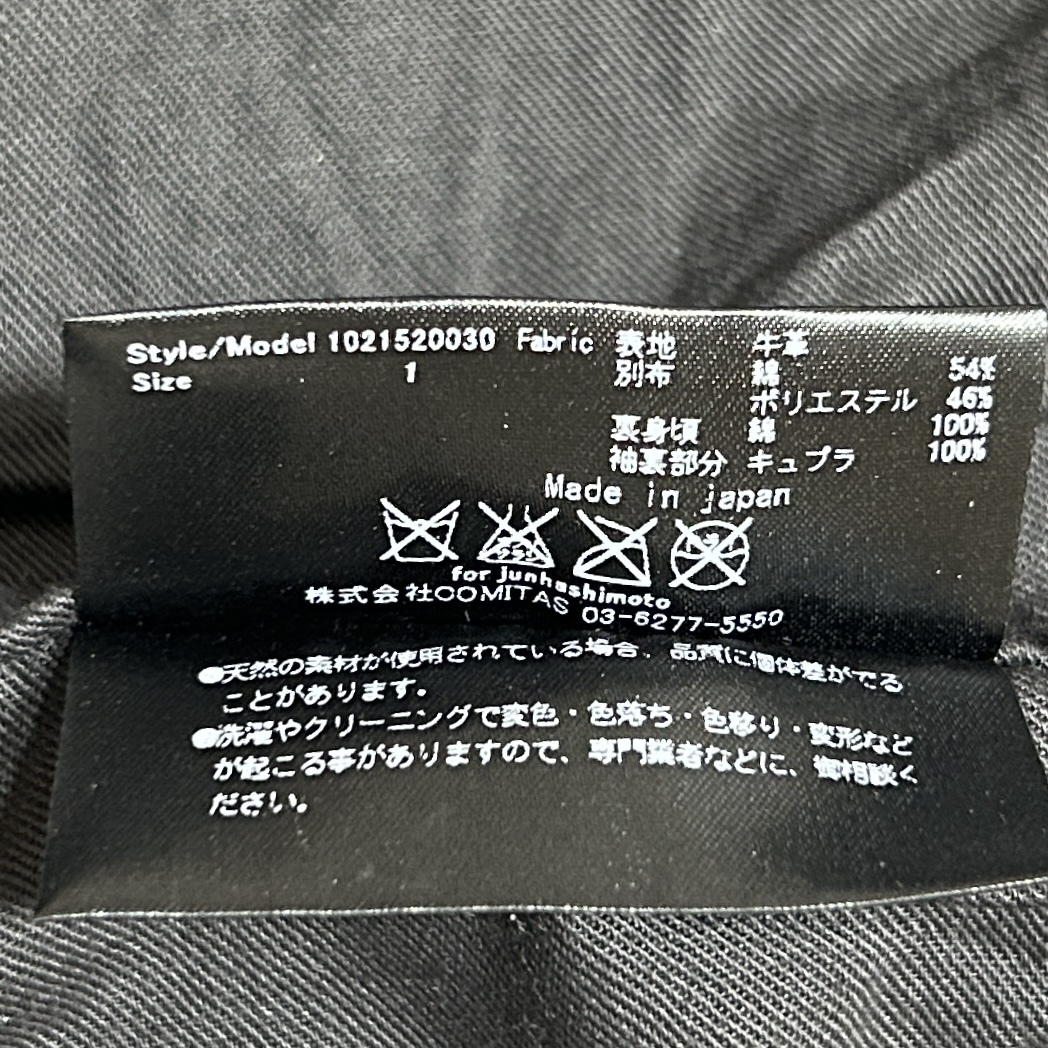 Style/Model 1021520030 Fabric 表地 牛革
Size 1 別布 綿 54%
ポリエステル 46%
裏身頃 綿 100%
袖裏部分 キュプラ 100%
Made in japan
for junhashimoto
株式会社COMITAS 03-6277-5550
●天然の素材が使用されている場合、品質に個体差がでる
ことがあります。
●洗濯やクリーニングで変色・色落ち・色移り・変形など
が起こる事がありますので、専門業者などに、御相談く
ださい。